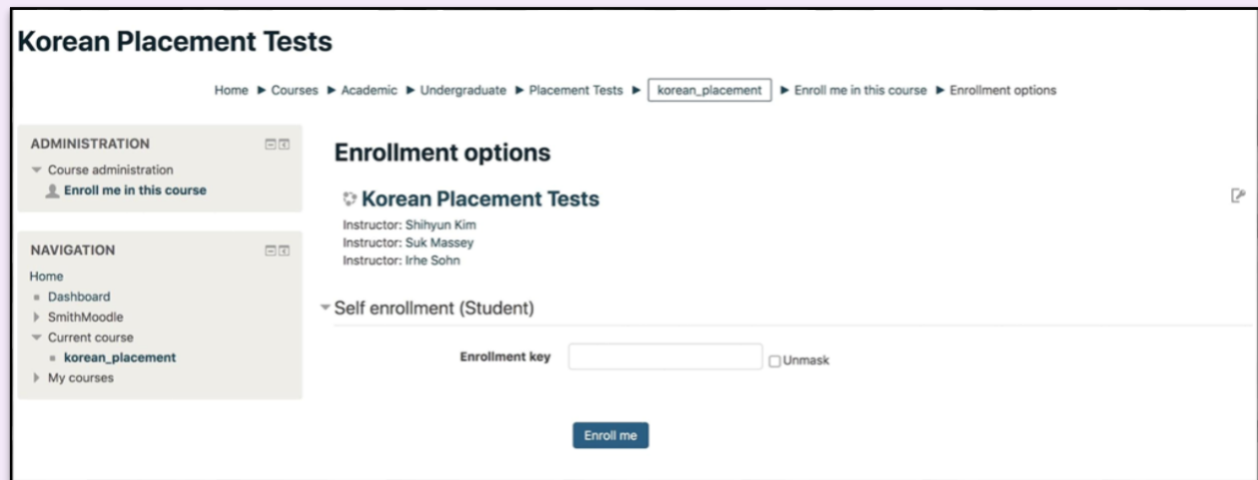 Korean Placement Tests
Home ▶ Courses ▶ Academic ▶ Undergraduate ▶ Placement Tests ▶ korean_placement ▶ Enroll me in this course ▶ Enrollment options
ADMINISTRATION
Course administration
Enroll me in this course
NAVIGATION
Home
Dashboard
SmithMoodle
Current course
korean_placement
My courses
Enrollment options
Korean Placement Tests
Instructor: Shihyun Kim
Instructor: Suk Massey
Instructor: Irhe Sohn
Self enrollment (Student)
Enrollment key
Unmask
Enroll me